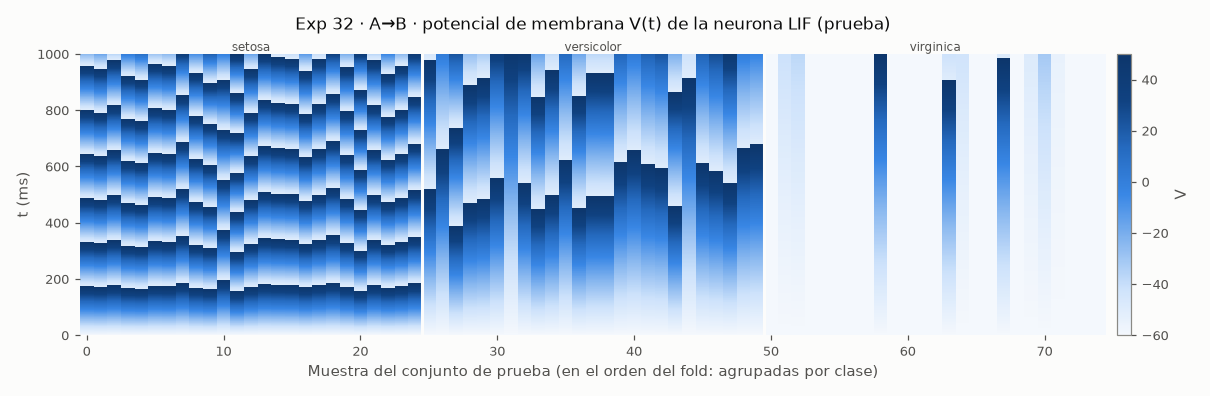 Exp 32 · A→B · potencial de membrana V(t) de la neurona LIF (prueba)
setosa versicolor virginica
1000
800
600
400
200
0
t (ms)
0 10 20 30 40 50 60 70
Muestra del conjunto de prueba (en el orden del fold: agrupadas por clase)
40
20
0
−20
−40
−60
V